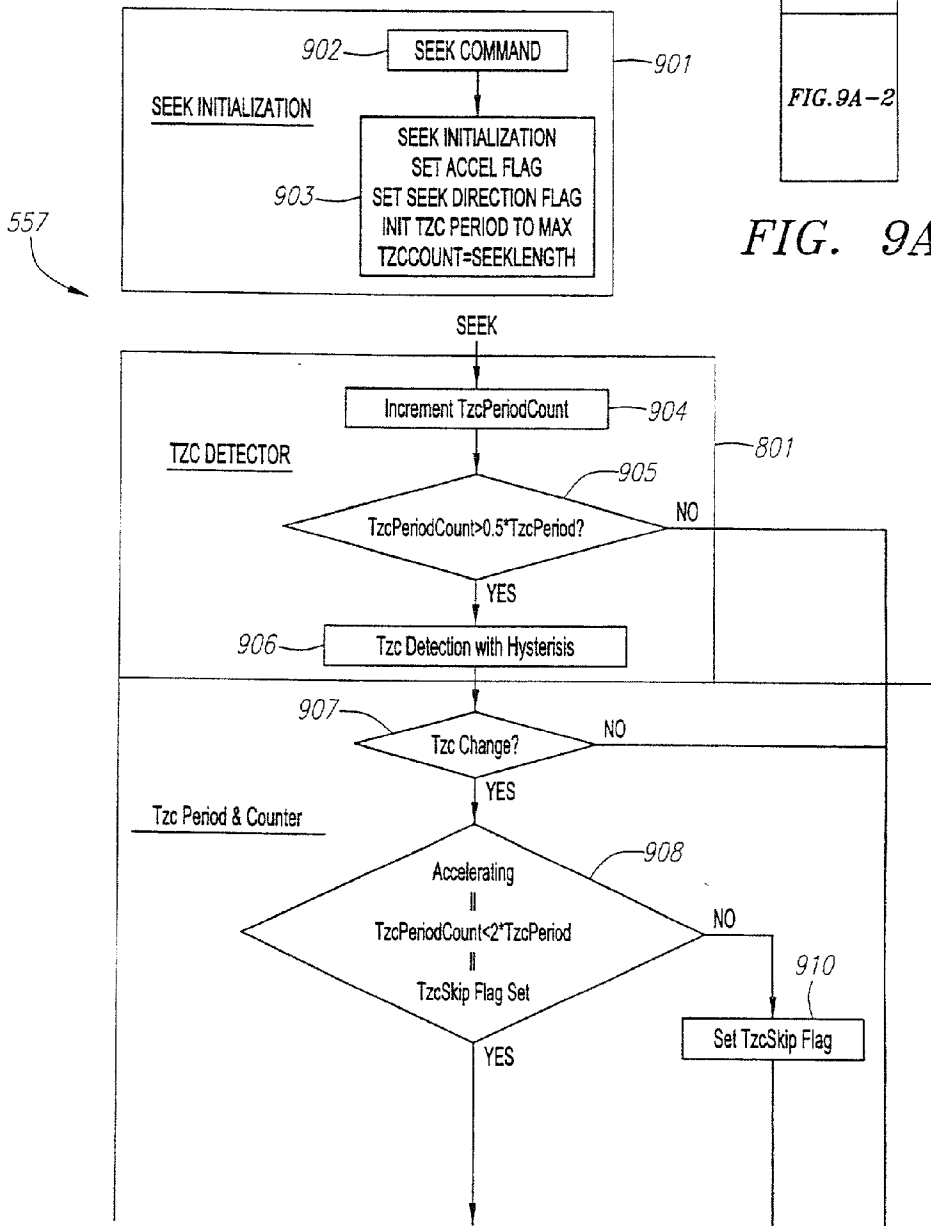 902
SEEK COMMAND
901
SEEK INITIALIZATION
903
SEEK INITIALIZATION
SET ACCEL FLAG
SET SEEK DIRECTION FLAG
INIT TZC PERIOD TO MAX
TZCCOUNT=SEEKLENGTH
FIG. 9A-2
FIG. 9A
557
SEEK
Increment TzcPeriodCount
904
TZC DETECTOR
801
905
TzcPeriodCount>0.5*TzcPeriod?
NO
YES
906
Tzc Detection with Hysterisis
907
Tzc Change?
NO
YES
Tzc Period & Counter
908
Accelerating
||
TzcPeriodCount<2*TzcPeriod
||
TzcSkip Flag Set
NO
910
Set TzcSkip Flag
YES